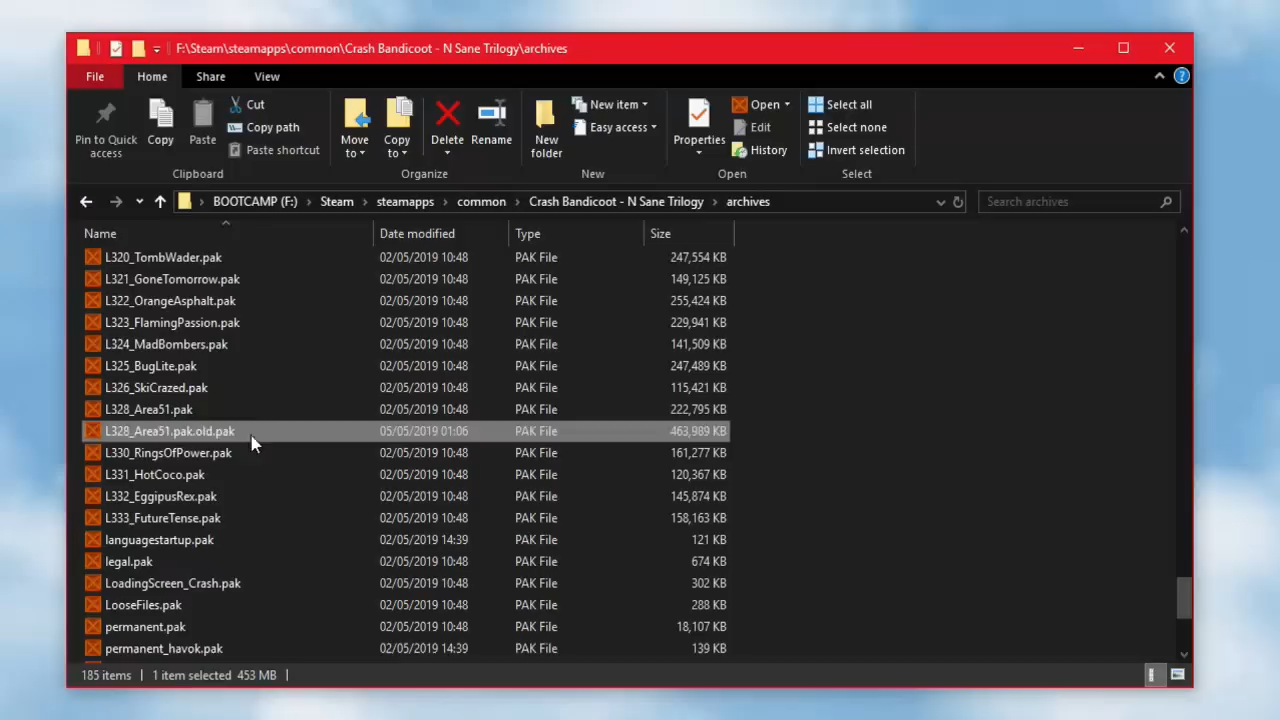 F:\Steam\steamapps\common\Crash Bandicoot - N Sane Trilogy\archives
File Home Share View
Pin to Quick access
Copy
Paste
Cut
Copy path
Paste shortcut
Clipboard
Move to
Copy to
Delete
Rename
Organize
New folder
New item
Easy access
New
Properties
Open
Edit
History
Open
Select all
Select none
Invert selection
Select
BOOTCAMP (F:) Steam steamapps common Crash Bandicoot - N Sane Trilogy archives
Search archives
Name Date modified Type Size
L320_TombWader.pak 02/05/2019 10:48 PAK File 247,554 KB
L321_GoneTomorrow.pak 02/05/2019 10:48 PAK File 149,125 KB
L322_OrangeAsphalt.pak 02/05/2019 10:48 PAK File 255,424 KB
L323_FlamingPassion.pak 02/05/2019 10:48 PAK File 229,941 KB
L324_MadBombers.pak 02/05/2019 10:48 PAK File 141,509 KB
L325_BugLite.pak 02/05/2019 10:48 PAK File 247,489 KB
L326_SkiCrazed.pak 02/05/2019 10:48 PAK File 115,421 KB
L328_Area51.pak 02/05/2019 10:48 PAK File 222,795 KB
L328_Area51.pak.old.pak 05/05/2019 01:06 PAK File 463,989 KB
L330_RingsOfPower.pak 02/05/2019 10:48 PAK File 161,277 KB
L331_HotCoco.pak 02/05/2019 10:48 PAK File 120,367 KB
L332_EggipusRex.pak 02/05/2019 10:48 PAK File 145,874 KB
L333_FutureTense.pak 02/05/2019 10:48 PAK File 158,163 KB
languagestartup.pak 02/05/2019 14:39 PAK File 121 KB
legal.pak 02/05/2019 10:48 PAK File 674 KB
LoadingScreen_Crash.pak 02/05/2019 10:48 PAK File 302 KB
LooseFiles.pak 02/05/2019 10:48 PAK File 288 KB
permanent.pak 02/05/2019 10:48 PAK File 18,107 KB
permanent_havok.pak 02/05/2019 14:39 PAK File 139 KB
185 items 1 item selected 453 MB